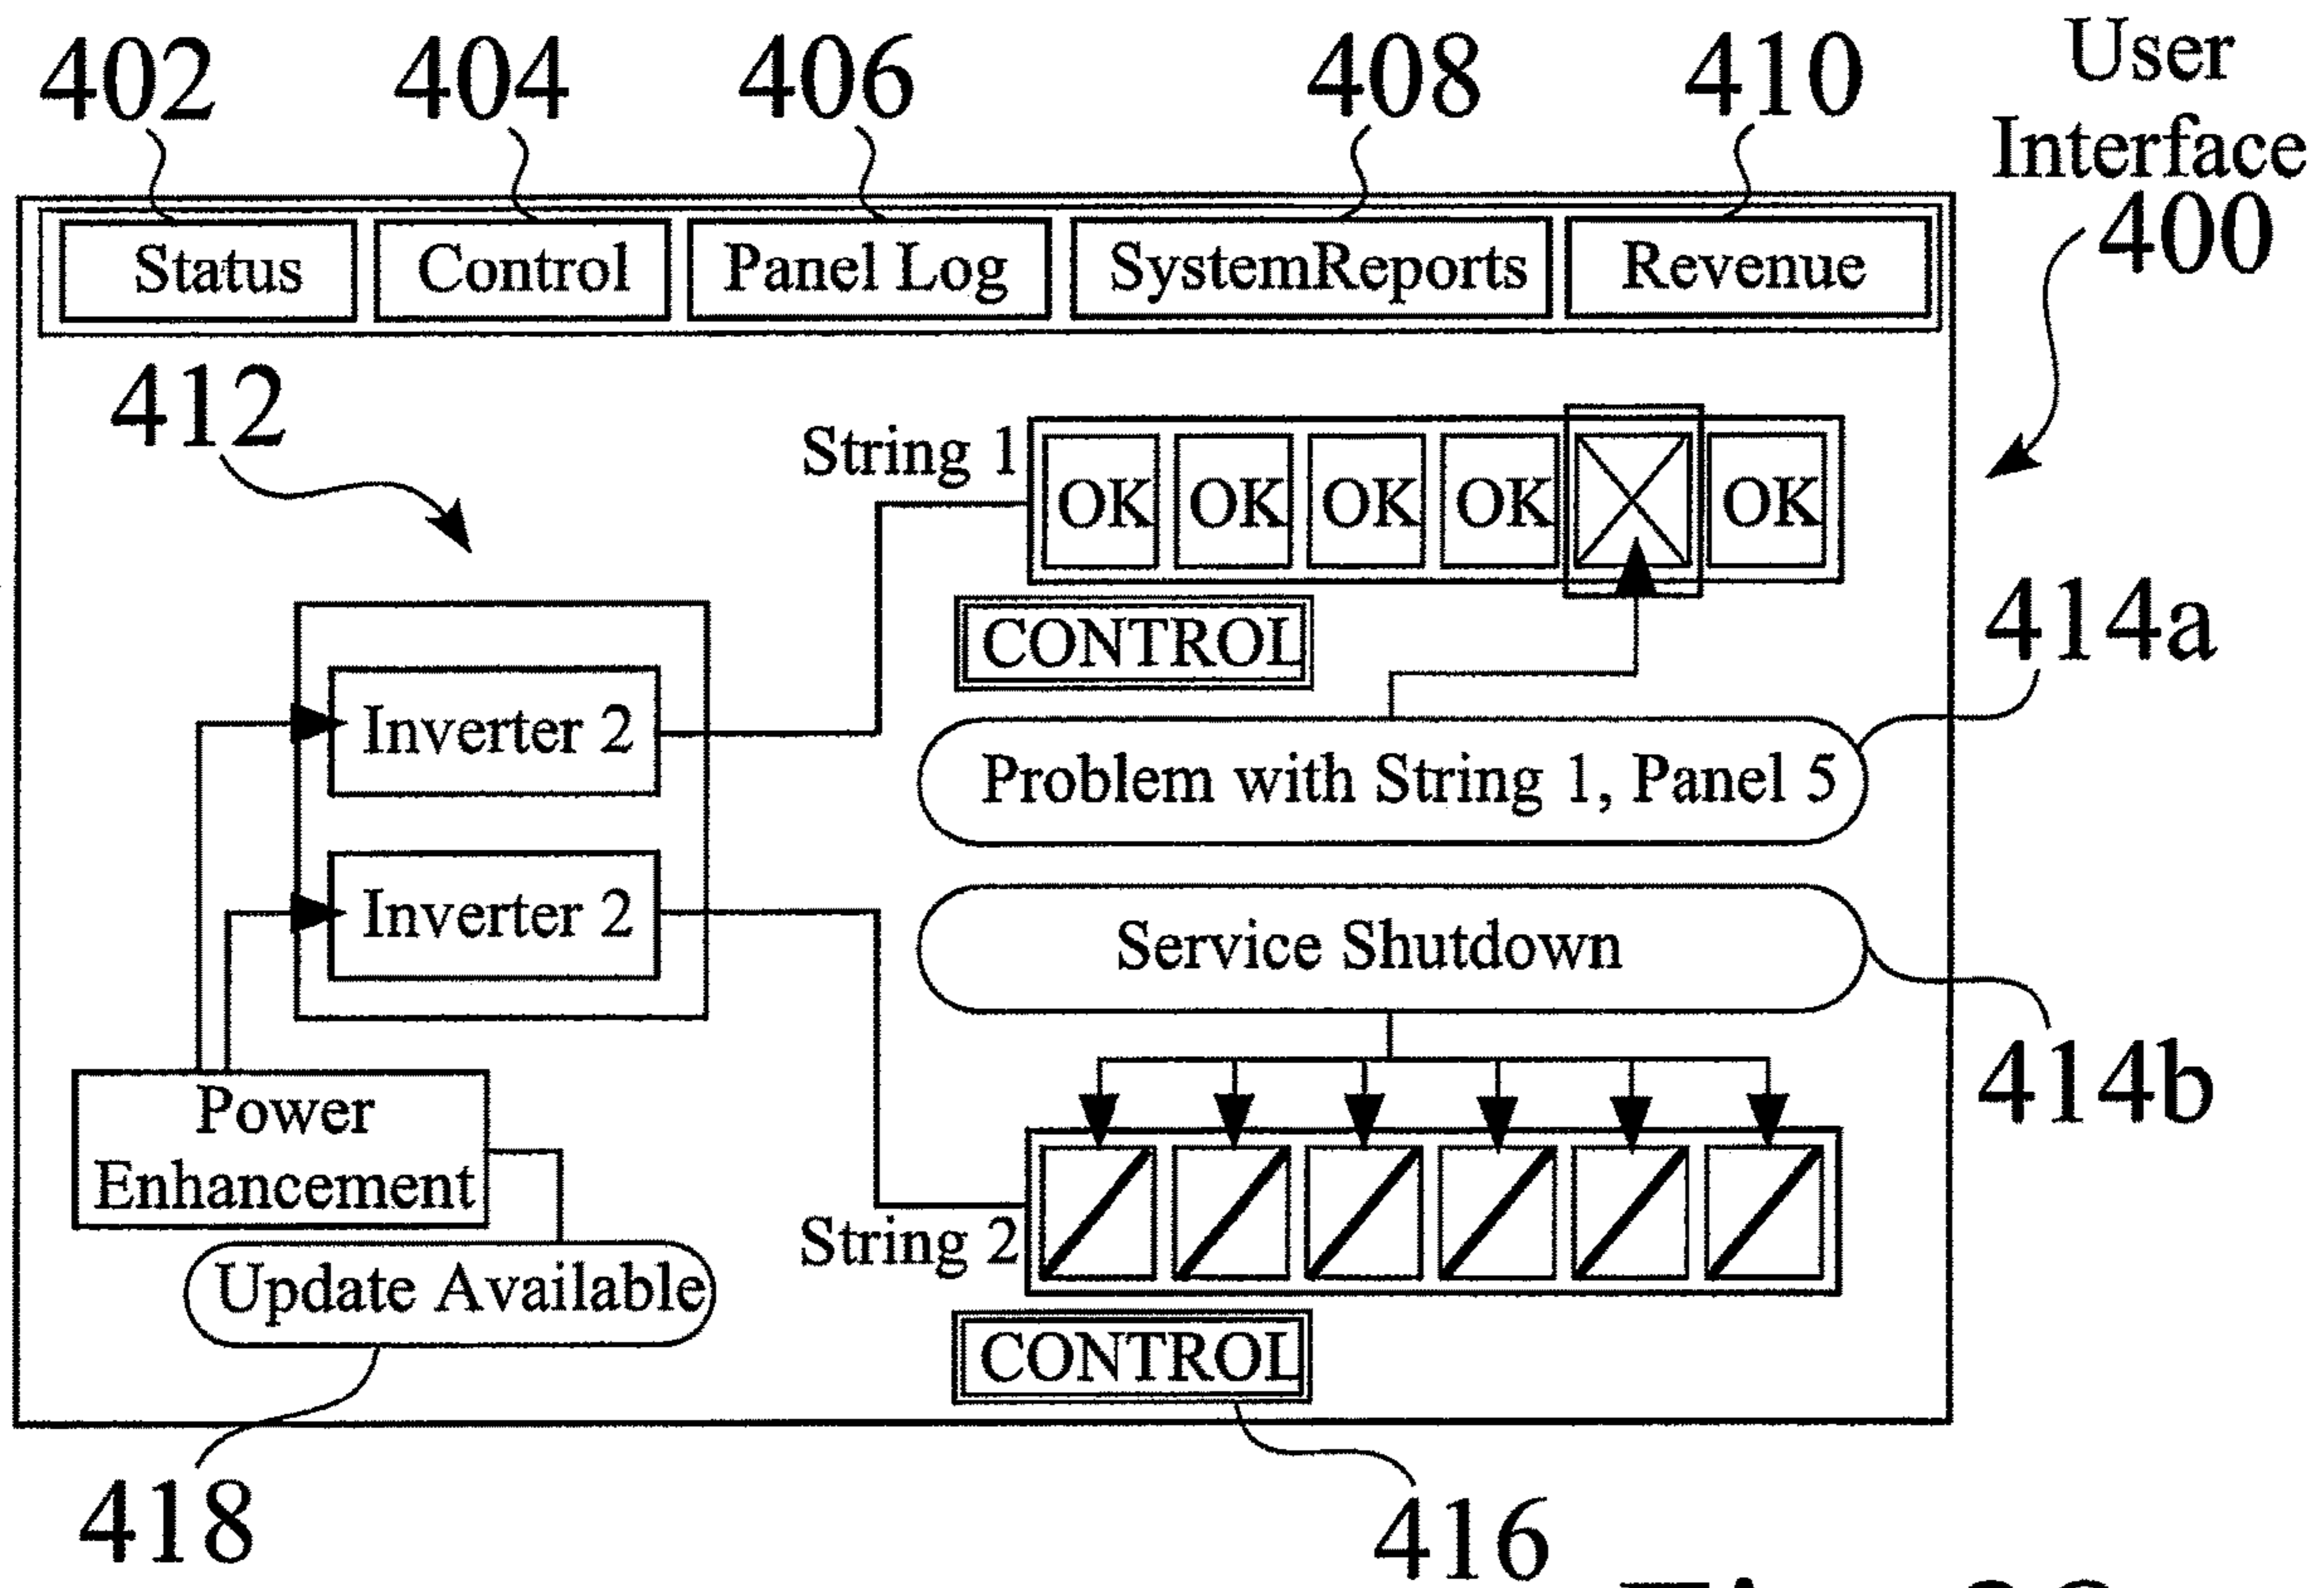 402
404
406
408
410
User
Interface
400
Status
Control
Panel Log
SystemReports
Revenue
412
String 1
OK
OK
OK
OK
OK
CONTROL
414a
Inverter 2
Problem with String 1, Panel 5
Inverter 2
Service Shutdown
414b
Power
Enhancement
String 2
Update Available
CONTROL
418
416